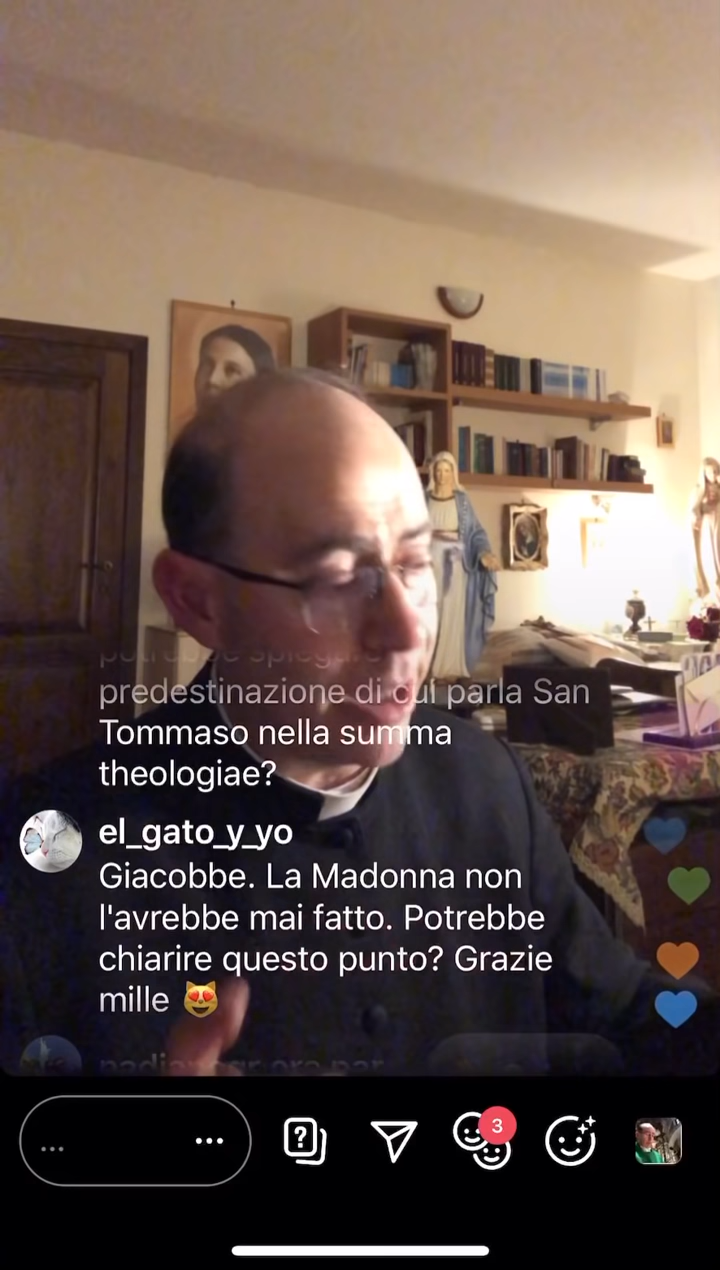 predestinazione di cui parla San
Tommaso nella summa
theologiae?
el_gato_y_yo
Giacobbe. La Madonna non
l'avrebbe mai fatto. Potrebbe
chiarire questo punto? Grazie
mille 😻
...
...
?
3